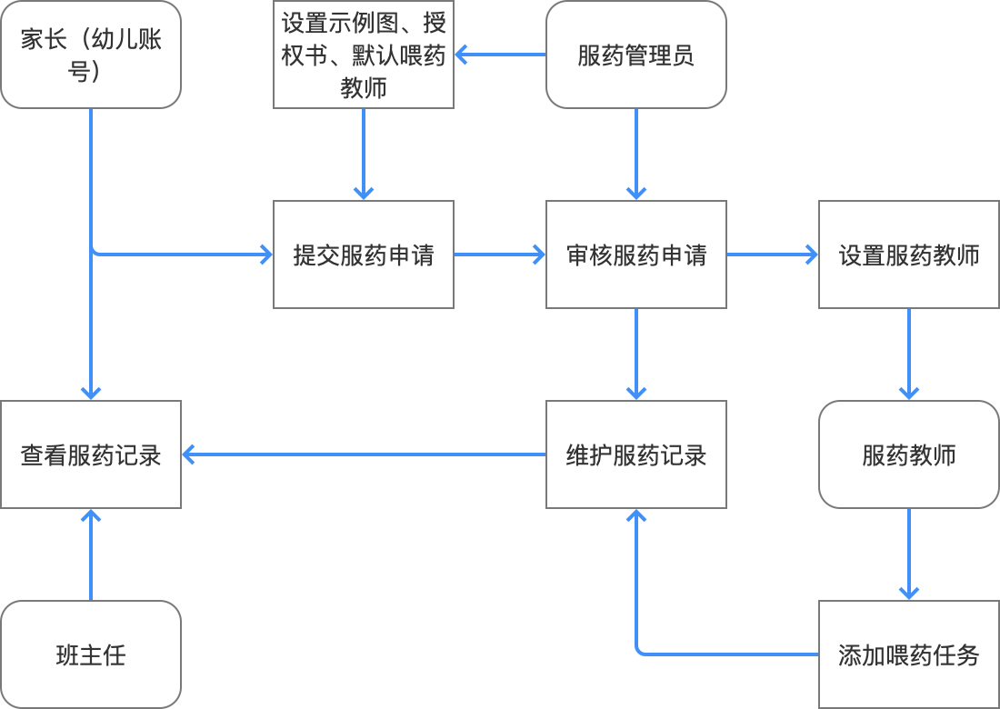 家长（幼儿账
号）
设置示例图、授
权书、默认喂药
教师
服药管理员
提交服药申请
审核服药申请
设置服药教师
查看服药记录
维护服药记录
服药教师
班主任
添加喂药任务